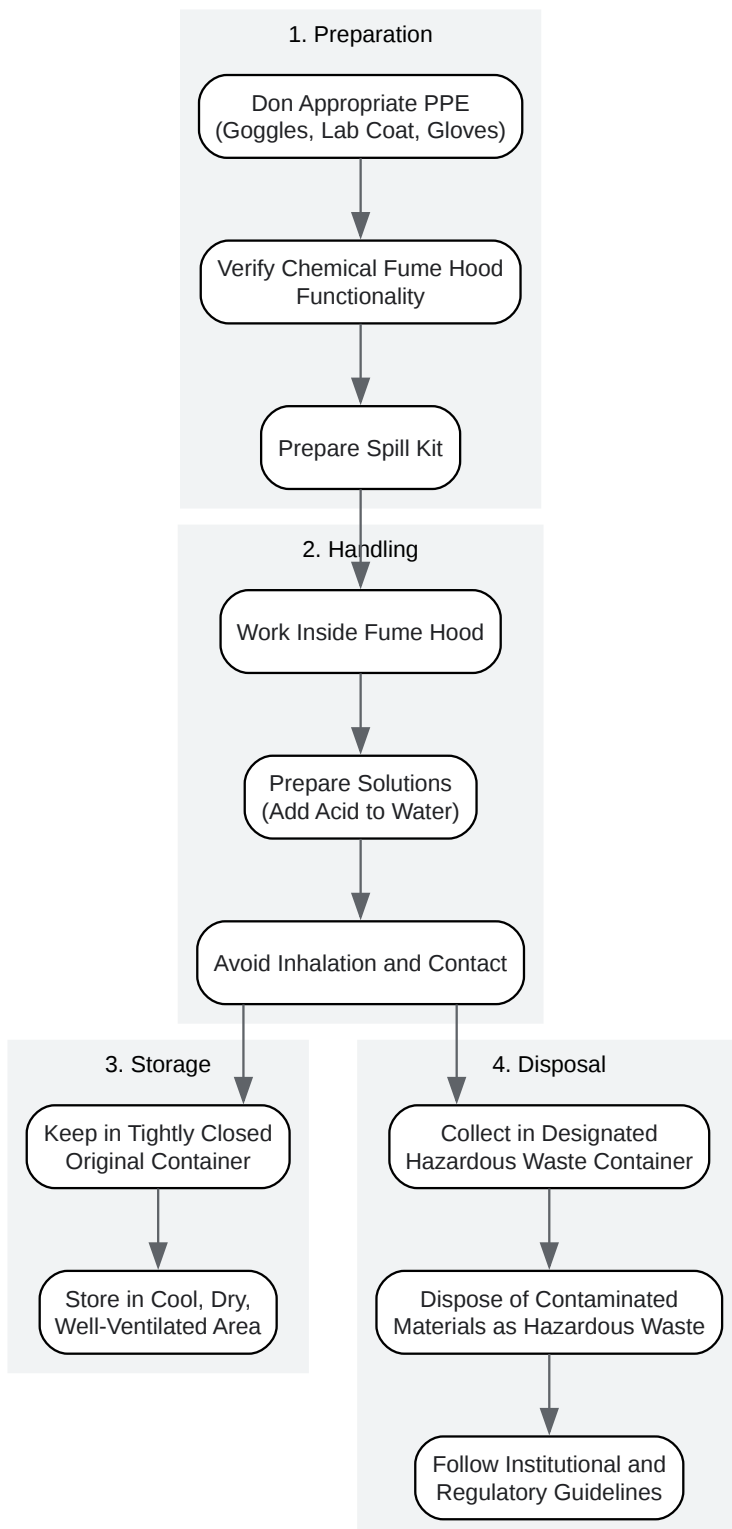 1. Preparation
Don Appropriate PPE
(Goggles, Lab Coat, Gloves)
Verify Chemical Fume Hood
Functionality
Prepare Spill Kit
2. Handling
Work Inside Fume Hood
Prepare Solutions
(Add Acid to Water)
Avoid Inhalation and Contact
3. Storage
Keep in Tightly Closed
Original Container
Store in Cool, Dry,
Well-Ventilated Area
4. Disposal
Collect in Designated
Hazardous Waste Container
Dispose of Contaminated
Materials as Hazardous Waste
Follow Institutional and
Regulatory Guidelines